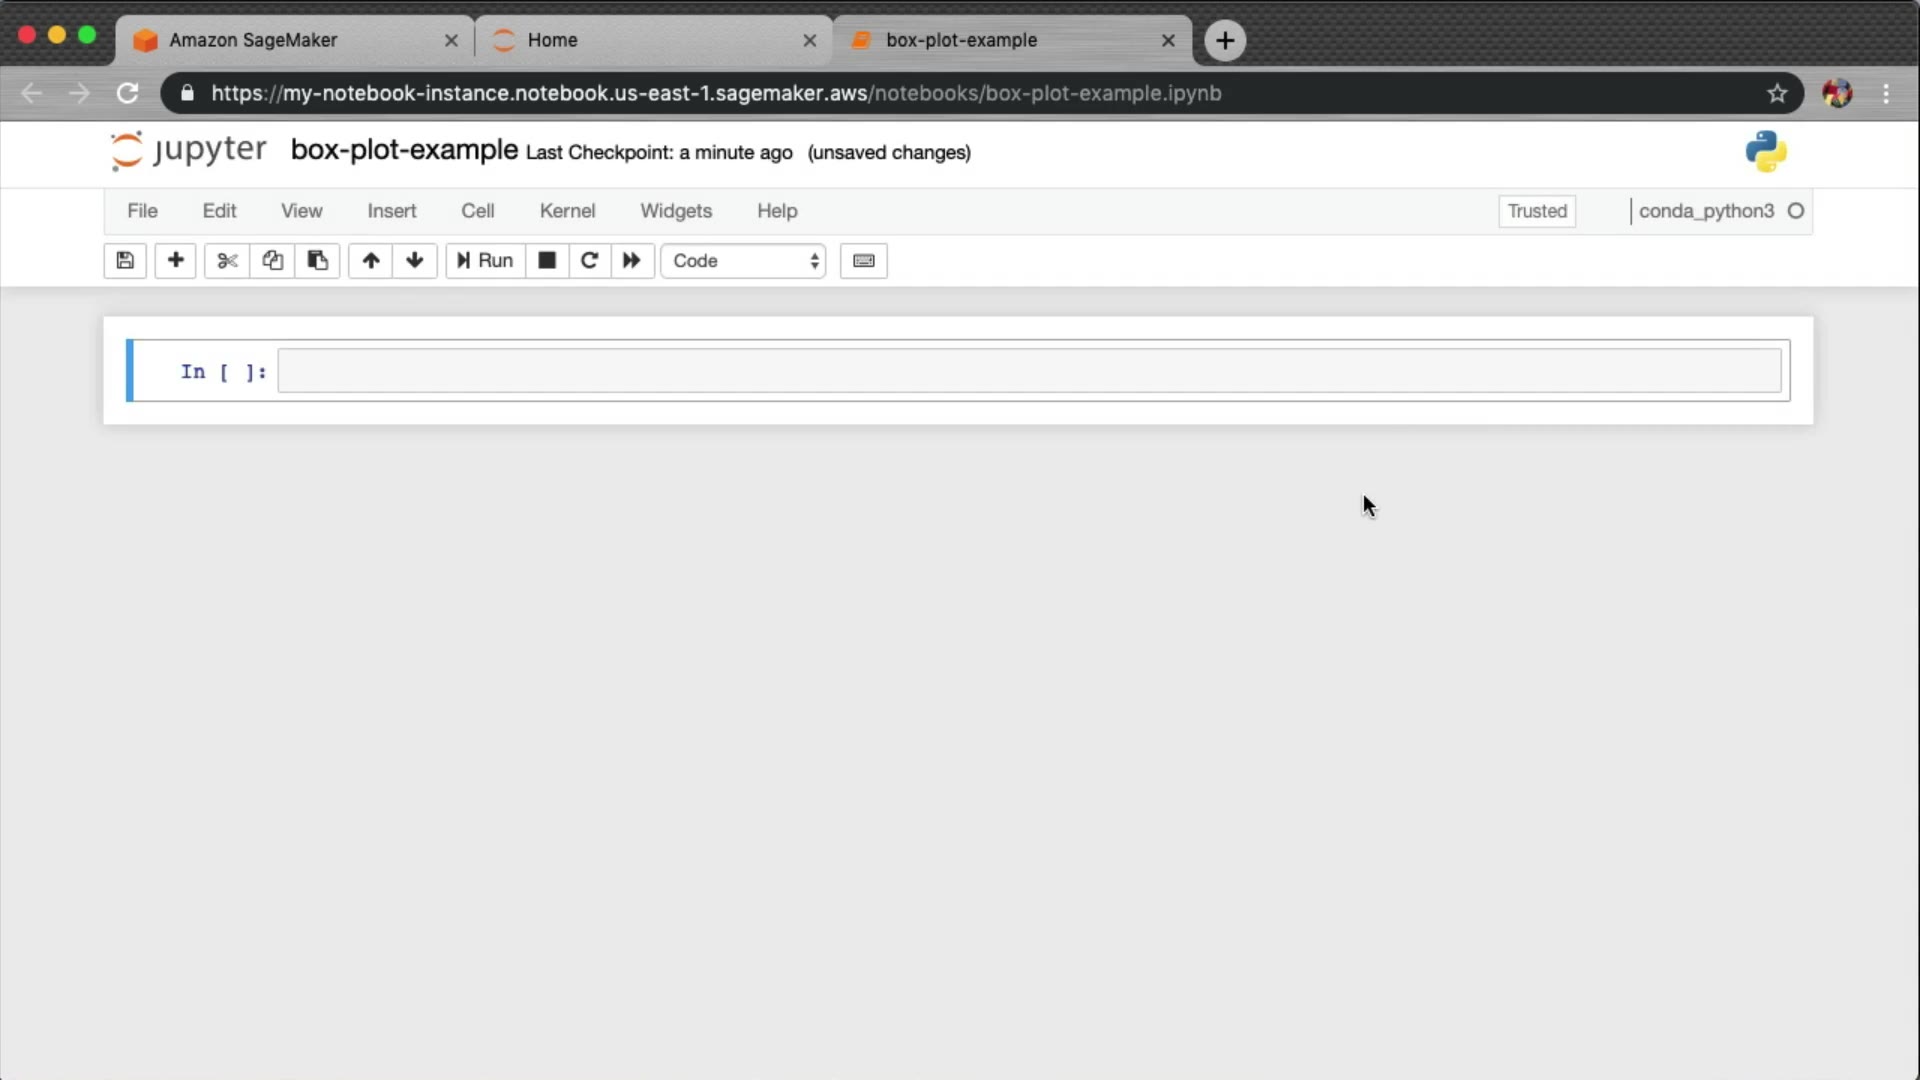 Amazon SageMaker
Home
box-plot-example
https://my-notebook-instance.notebook.us-east-1.sagemaker.aws/notebooks/box-plot-example.ipynb
jupyter box-plot-example Last Checkpoint: a minute ago (unsaved changes)
File Edit View Insert Cell Kernel Widgets Help Trusted conda_python3
Run Code
In [ ]: